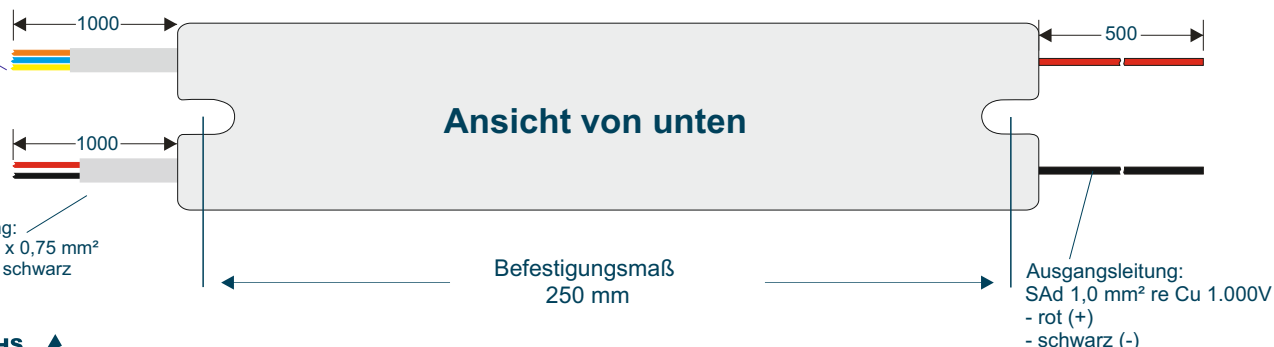 1000
500
Ansicht von unten
1000
x 0,75 mm²
schwarz
Befestigungsmaß
250 mm
Ausgangsleitung:
SAd 1,0 mm² re Cu 1.000V
- rot (+)
- schwarz (-)